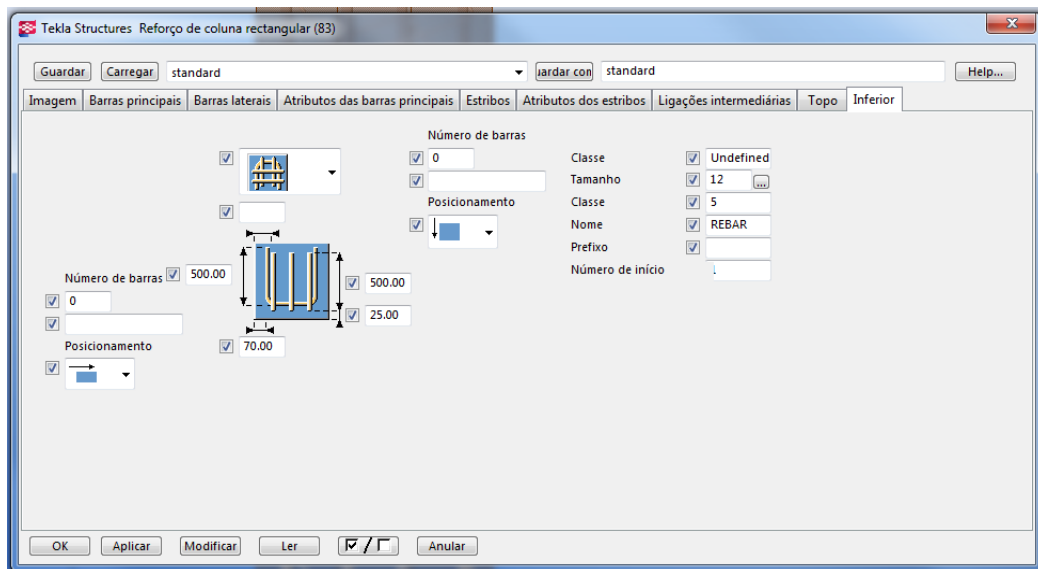 Tekla Structures Reforço de coluna rectangular (83)
Guardar Carregar standard uardar con standard Help...
Imagem Barras principais Barras laterais Atributos das barras principais Estribos Atributos dos estribos Ligações intermediárias Topo Inferior
Número de barras
0
Posicionamento
Número de barras 500.00
0
Posicionamento
500.00
25.00
70.00
Classe Undefined
Tamanho 12 ...
Classe 5
Nome REBAR
Prefixo
Número de início 1
OK Aplicar Modificar Ler / Anular